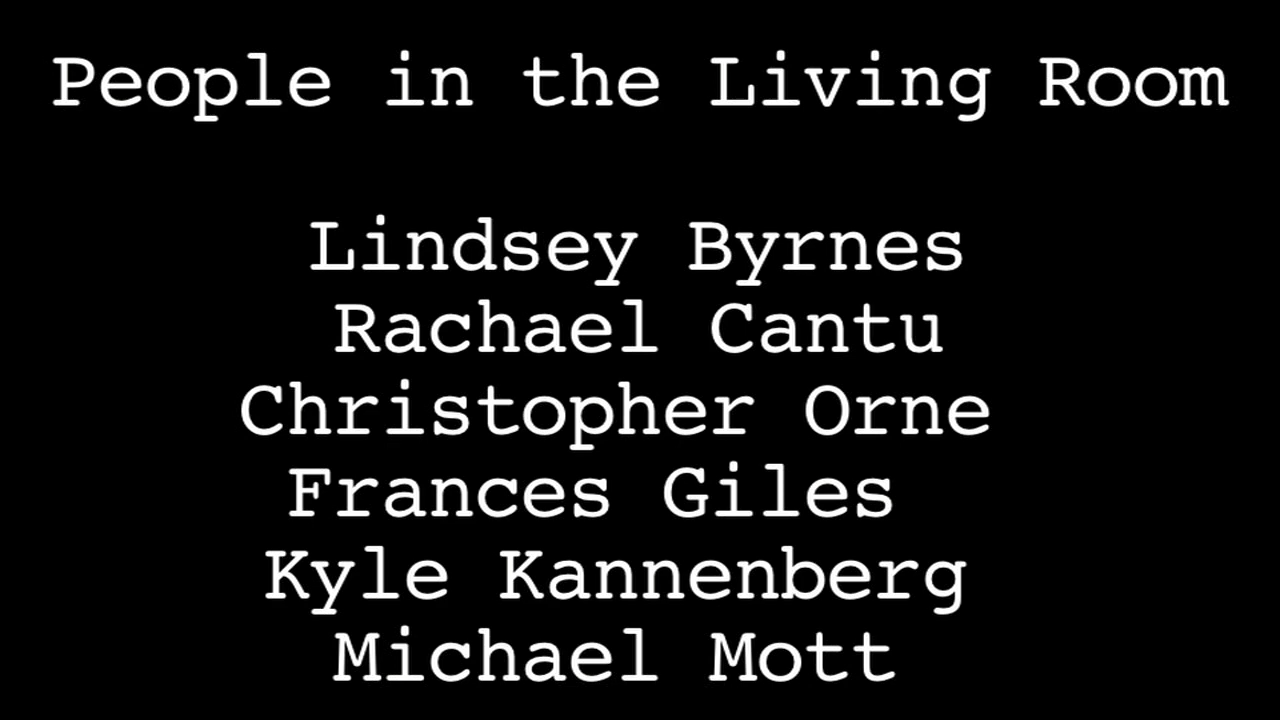 People in the Living Room
Lindsey Byrnes
Rachael Cantu
Christopher Orne
Frances Giles
Kyle Kannenberg
Michael Mott